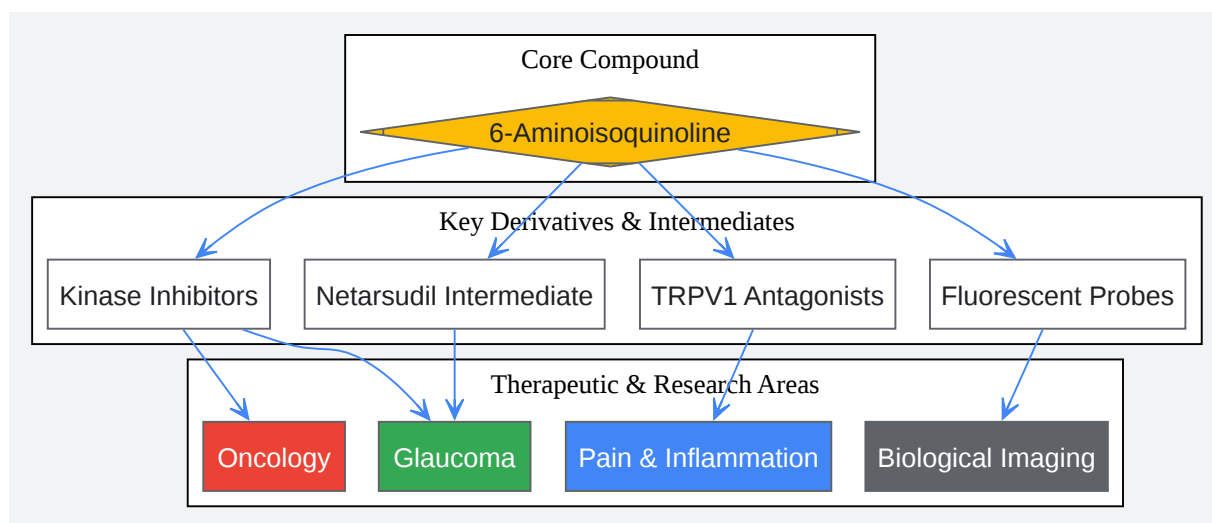 Core Compound
6-Aminoisoquinoline
Key Derivatives & Intermediates
Kinase Inhibitors
Netarsudil Intermediate
TRPV1 Antagonists
Fluorescent Probes
Therapeutic & Research Areas
Oncology
Glaucoma
Pain & Inflammation
Biological Imaging